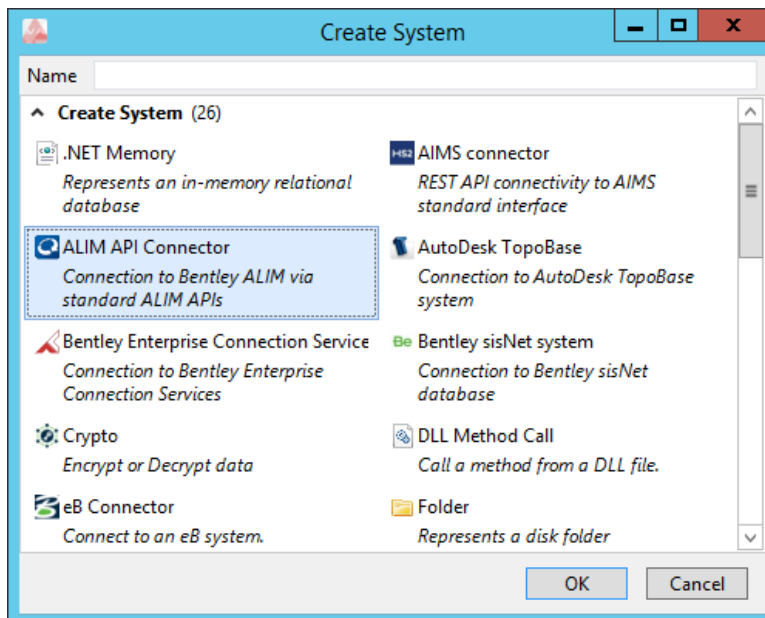 Create System
Name
Create System (26)
.NET Memory
Represents an in-memory relational
database
HS2 AIMS connector
REST API connectivity to AIMS
standard interface
ALIM API Connector
Connection to Bentley ALIM via
standard ALIM APIs
AutoDesk TopoBase
Connection to AutoDesk TopoBase
system
Bentley Enterprise Connection Service
Connection to Bentley Enterprise
Connection Services
Be Bentley sisNet system
Connection to Bentley sisNet
database
Crypto
Encrypt or Decrypt data
DLL Method Call
Call a method from a DLL file.
eB Connector
Connect to an eB system.
Folder
Represents a disk folder
OK
Cancel